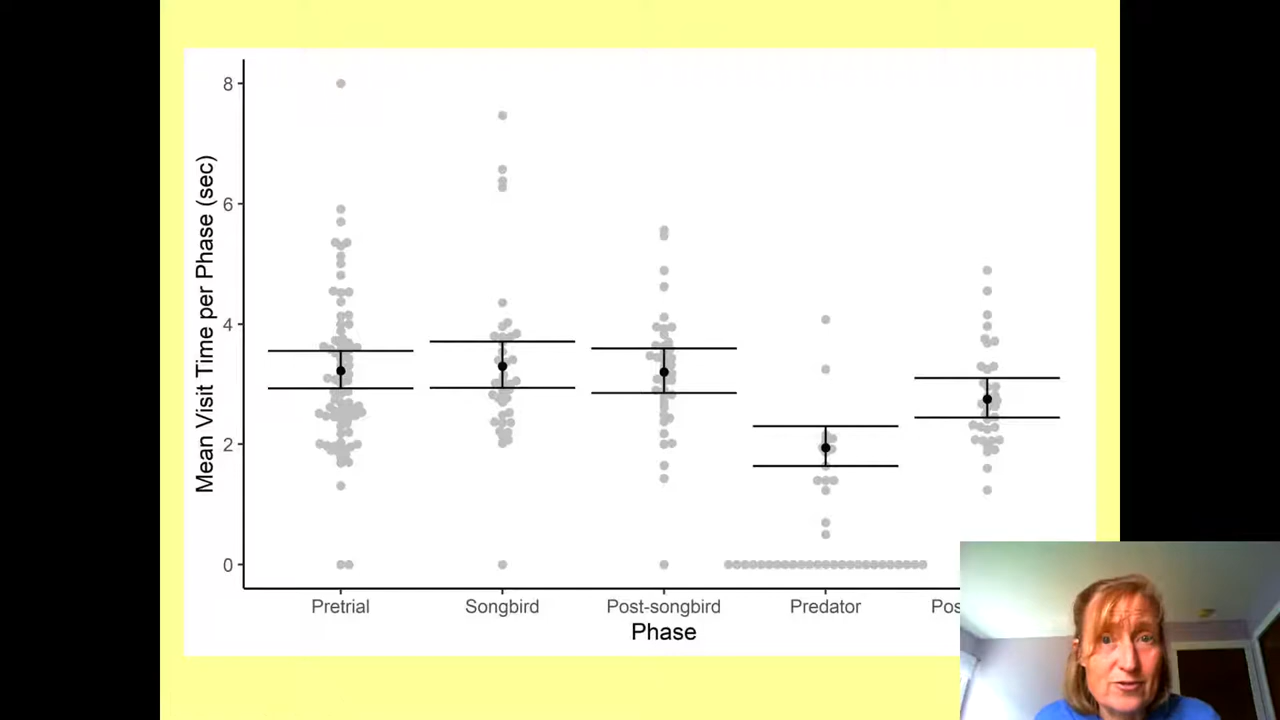 Mean Visit Time per Phase (sec)
8
6
4
2
0
Pretrial
Songbird
Post-songbird
Predator
Pos
Phase